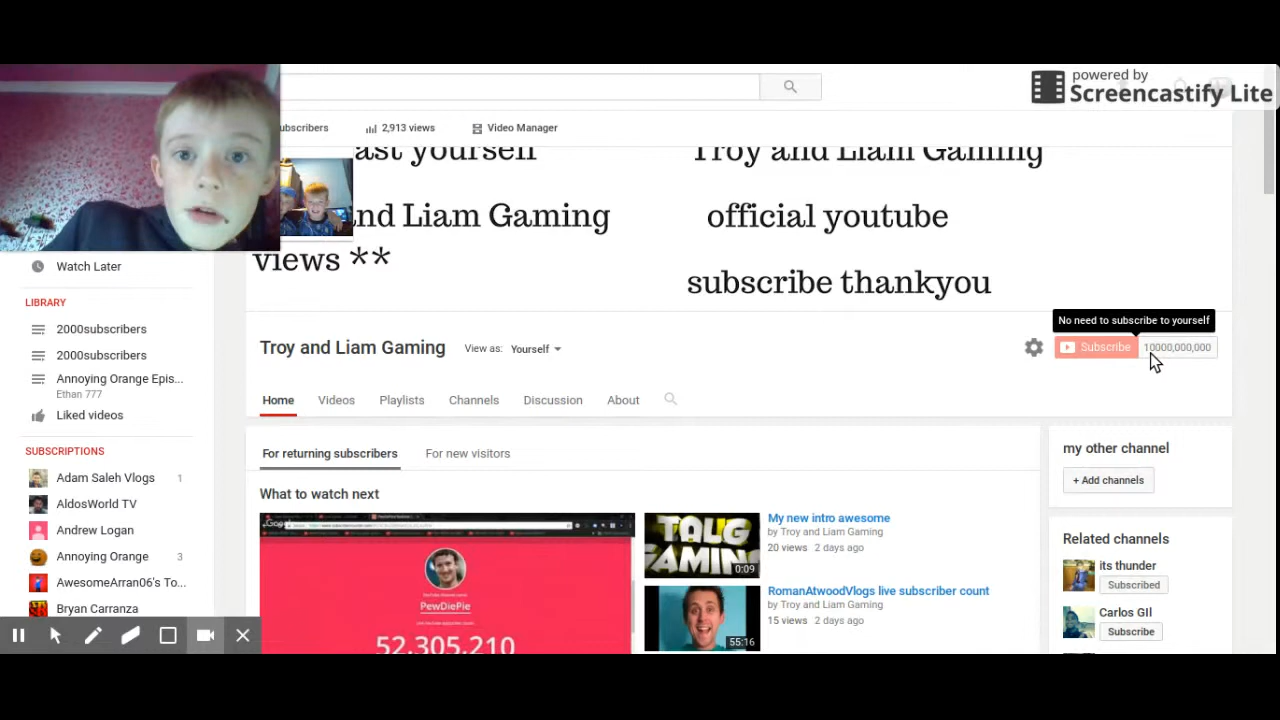 powered by
Screencastify Lite
ubscribers 2,913 views Video Manager
ast yourself Troy and Liam Gaming
nd Liam Gaming official youtube
views **
subscribe thankyou
Watch Later
LIBRARY
2000subscribers
2000subscribers
Annoying Orange Epis...
Ethan 777
Liked videos
SUBSCRIPTIONS
Adam Saleh Vlogs 1
AldosWorld TV
Andrew Logan
Annoying Orange 3
AwesomeArran06's To...
Bryan Carranza
No need to subscribe to yourself
Troy and Liam Gaming View as: Yourself Subscribe 10000,000,000
Home Videos Playlists Channels Discussion About
For returning subscribers For new visitors
What to watch next
PewDiePie
52,305,210
TALG
GAMING
0:09
My new intro awesome
by Troy and Liam Gaming
20 views 2 days ago
55:16
RomanAtwoodVlogs live subscriber count
by Troy and Liam Gaming
15 views 2 days ago
my other channel
+ Add channels
Related channels
its thunder
Subscribed
Carlos GIl
Subscribe